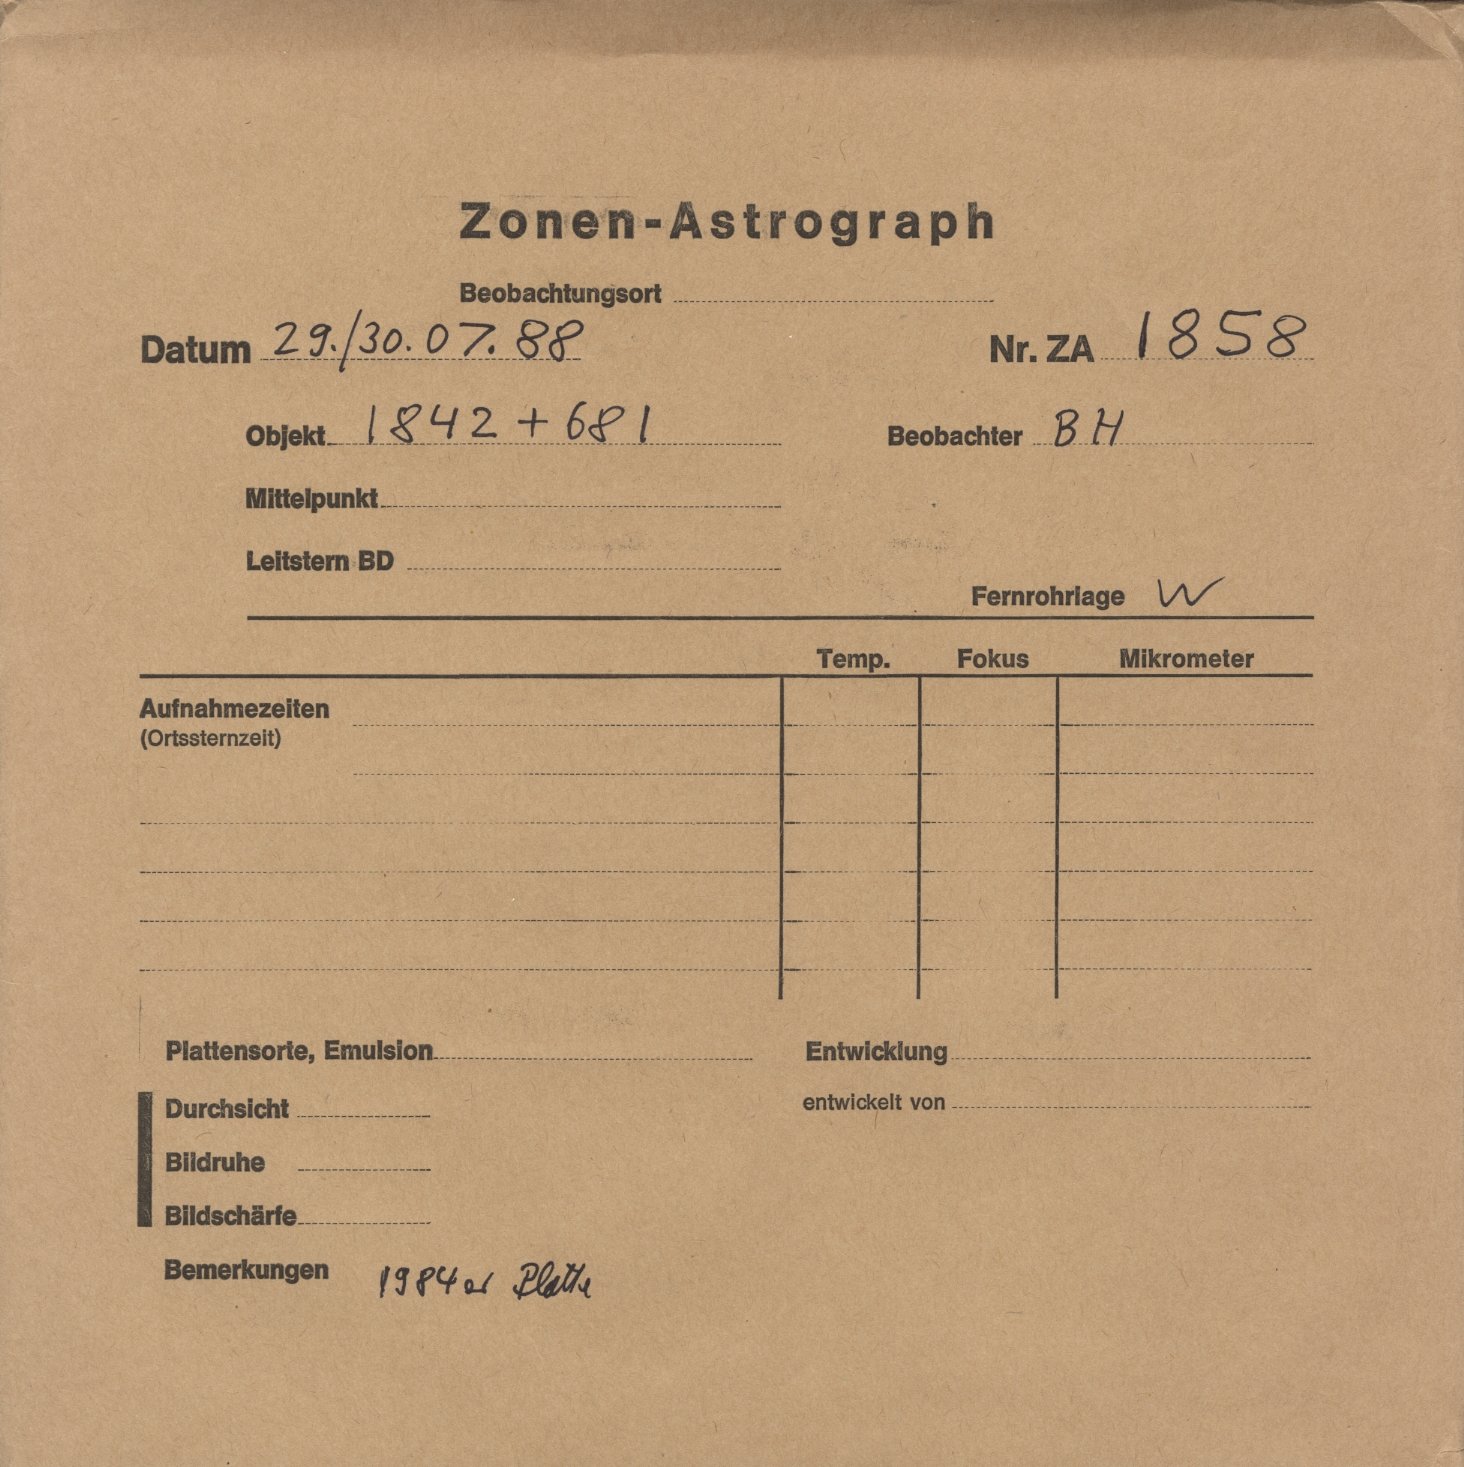 Zonen-Astrograph
Beobachtungsort
Datum 29./30.07.88 Nr. ZA 1858
Objekt 1842+681 Beobachter BH
Mittelpunkt
Leitstern BD
Fernrohrlage W
Temp. Fokus Mikrometer
Aufnahmezeiten
(Ortssternzeit)
Plattensorte, Emulsion Entwicklung
Durchsicht entwickelt von
Bildruhe
Bildschärfe
Bemerkungen 1984er Platte